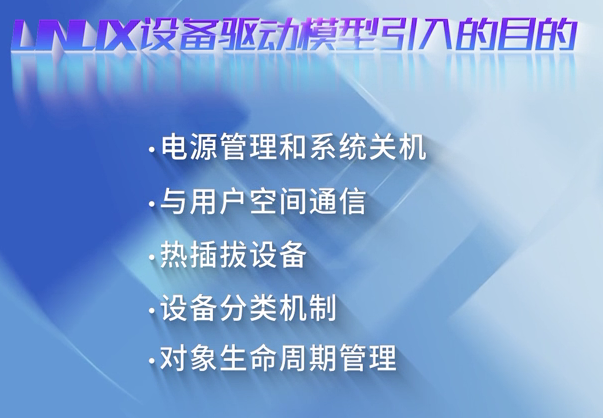 LINUX设备驱动模型引入的目的
·电源管理和系统关机
·与用户空间通信
·热插拔设备
·设备分类机制
·对象生命周期管理